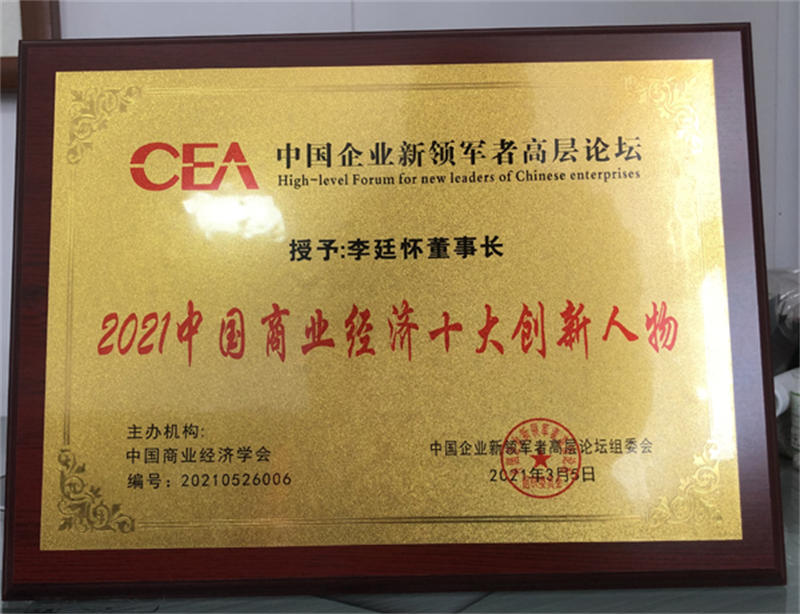 CEA 中国企业新领军者高层论坛
High-level Forum for new leaders of Chinese enterprises
授予:李廷怀董事长
2021中国商业经济十大创新人物
主办机构:
中国商业经济学会
编号：20210526006
中国企业新领军者高层论坛组委会
2021年3月5日